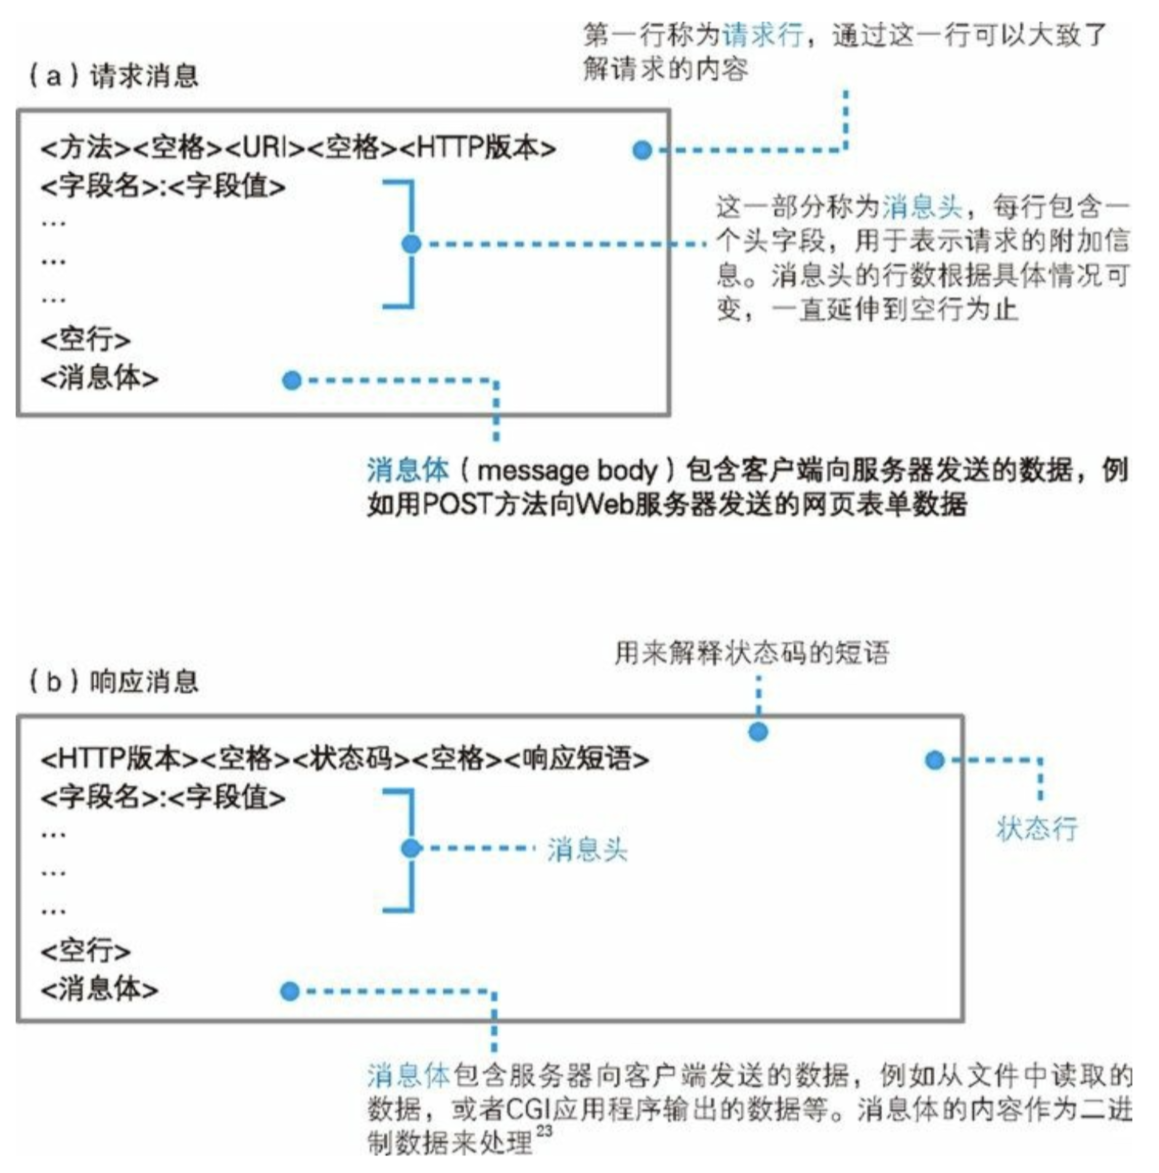 第一行称为请求行，通过这一行可以大致了
解请求的内容
（a）请求消息
<方法><空格><URI><空格><HTTP版本>
<字段名>:<字段值>
...
...
...
<空行>
<消息体>
这一部分称为消息头，每行包含一
个头字段，用于表示请求的附加信
息。消息头的行数根据具体情况可
变，一直延伸到空行为止
消息体（message body）包含客户端向服务器发送的数据，例
如用POST方法向Web服务器发送的网页表单数据
用来解释状态码的短语
（b）响应消息
<HTTP版本><空格><状态码><空格><响应短语>
<字段名>:<字段值>
...
...
...
<空行>
<消息体>
消息头
状态行
消息体包含服务器向客户端发送的数据，例如从文件中读取的
数据，或者CGI应用程序输出的数据等。消息体的内容作为二进
制数据来处理23